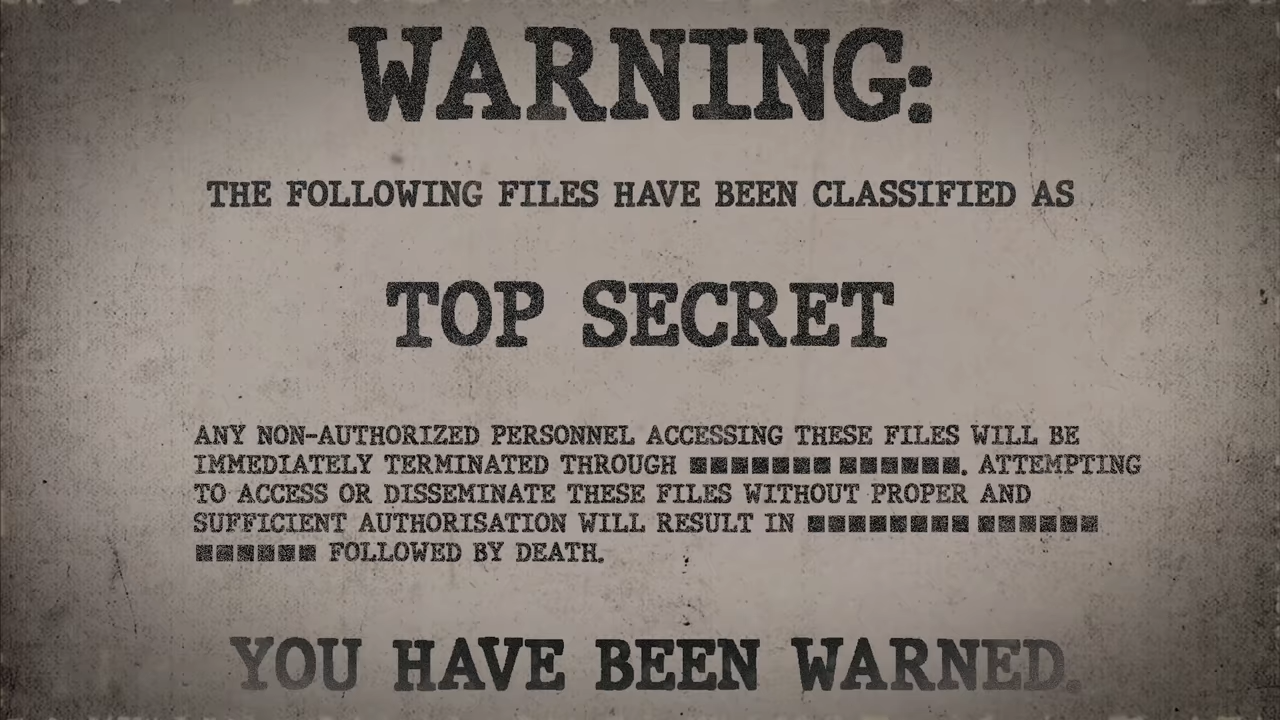 WARNING:
THE FOLLOWING FILES HAVE BEEN CLASSIFIED AS
TOP SECRET
ANY NON-AUTHORIZED PERSONNEL ACCESSING THESE FILES WILL BE
IMMEDIATELY TERMINATED THROUGH ■■■■■■■ ■■■■■■. ATTEMPTING
TO ACCESS OR DISSEMINATE THESE FILES WITHOUT PROPER AND
SUFFICIENT AUTHORISATION WILL RESULT IN ■■■■■■■■ ■■■■■■
■■■■■■ FOLLOWED BY DEATH.
YOU HAVE BEEN WARNED.